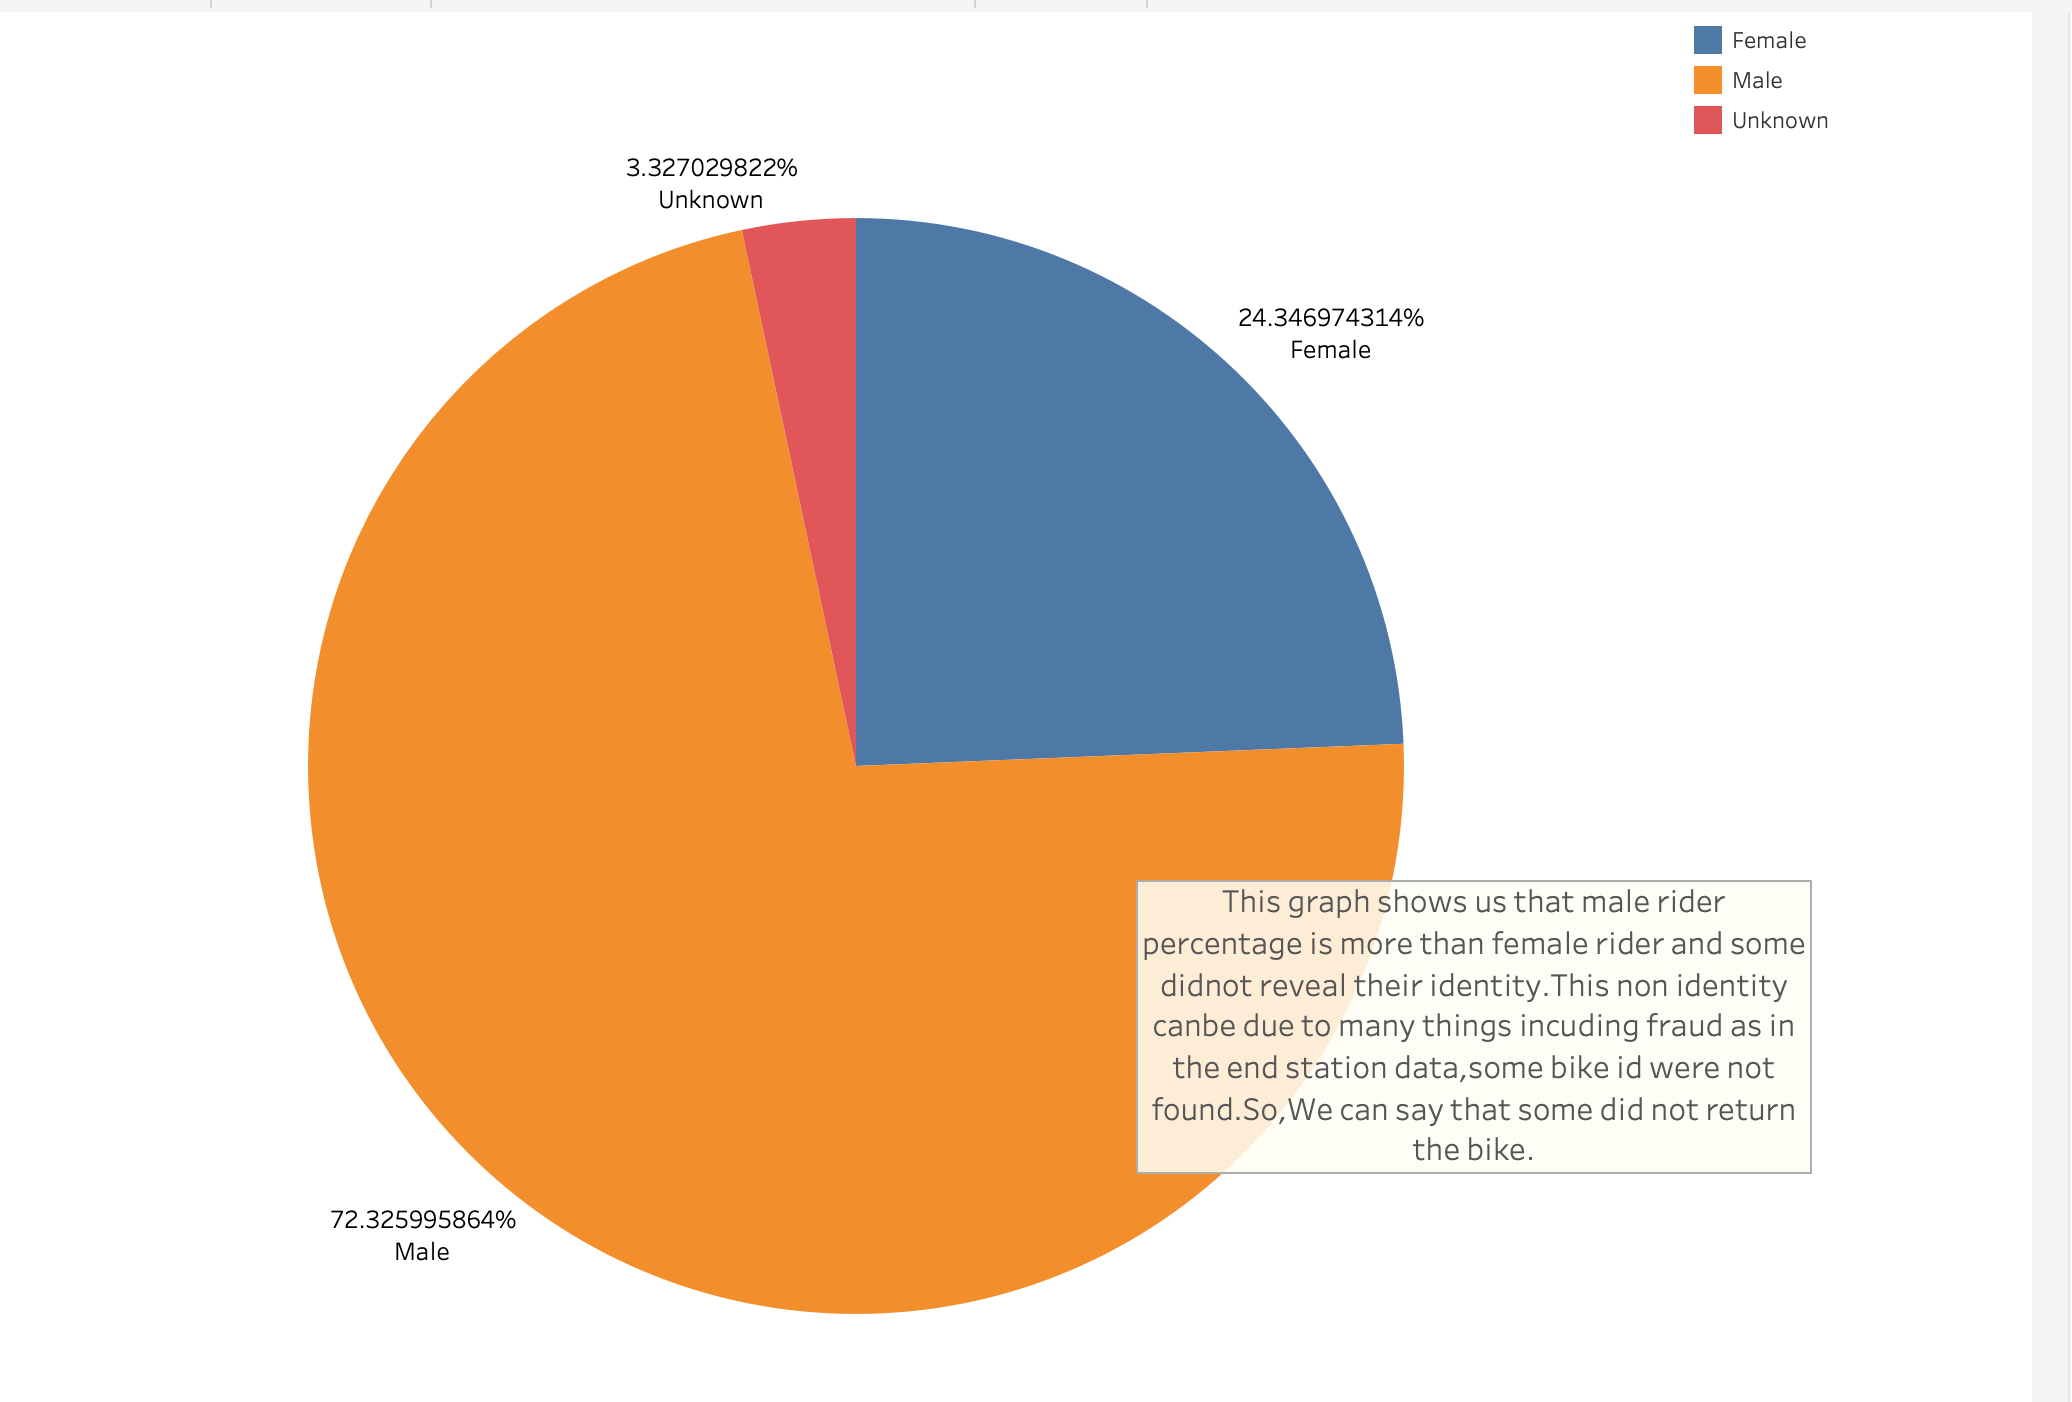 Female
Male
Unknown
3.327029822%
Unknown
24.346974314%
Female
This graph shows us that male rider
percentage is more than female rider and some
didnot reveal their identity.This non identity
canbe due to many things incuding fraud as in
the end station data,some bike id were not
found.So,We can say that some did not return
the bike.
72.325995864%
Male